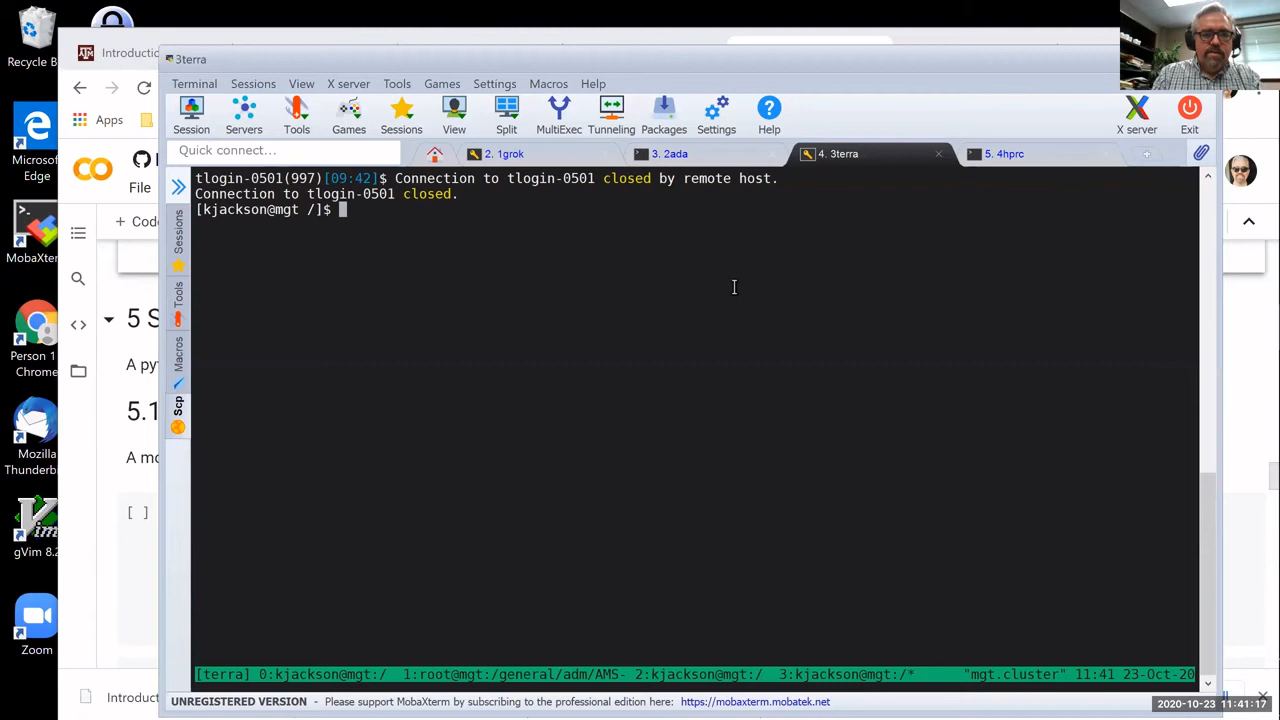 Recycle B
Introductio
3terra
Terminal Sessions View X server Tools Games Settings Macros Help
Session Servers Tools Games Sessions View Split MultiExec Tunneling Packages Settings Help X server Exit
Apps
Microsof
Edge
Quick connect...
2. 1grok
3. 2ada
4. 3terra
5. 4hprc
File
+ Code
MobaXterm
Sessions
Tools
Macros
Scp
tlogin-0501(997)[09:42]$ Connection to tlogin-0501 closed by remote host.
Connection to tlogin-0501 closed.
[kjackson@mgt /]$
5 S
A pyt
5.1
A mo
[ ]
Person 1
Chrome
Mozilla
Thunderbi
gVim 8.2
Zoom
[terra] 0:kjackson@mgt:/ 1:root@mgt:/general/adm/AMS- 2:kjackson@mgt:/ 3:kjackson@mgt:/* "mgt.cluster" 11:41 23-Oct-20
UNREGISTERED VERSION - Please support MobaXterm by subscribing to the professional edition here: https://mobaxterm.mobatek.net
Introduct
2020-10-23 11:41:17